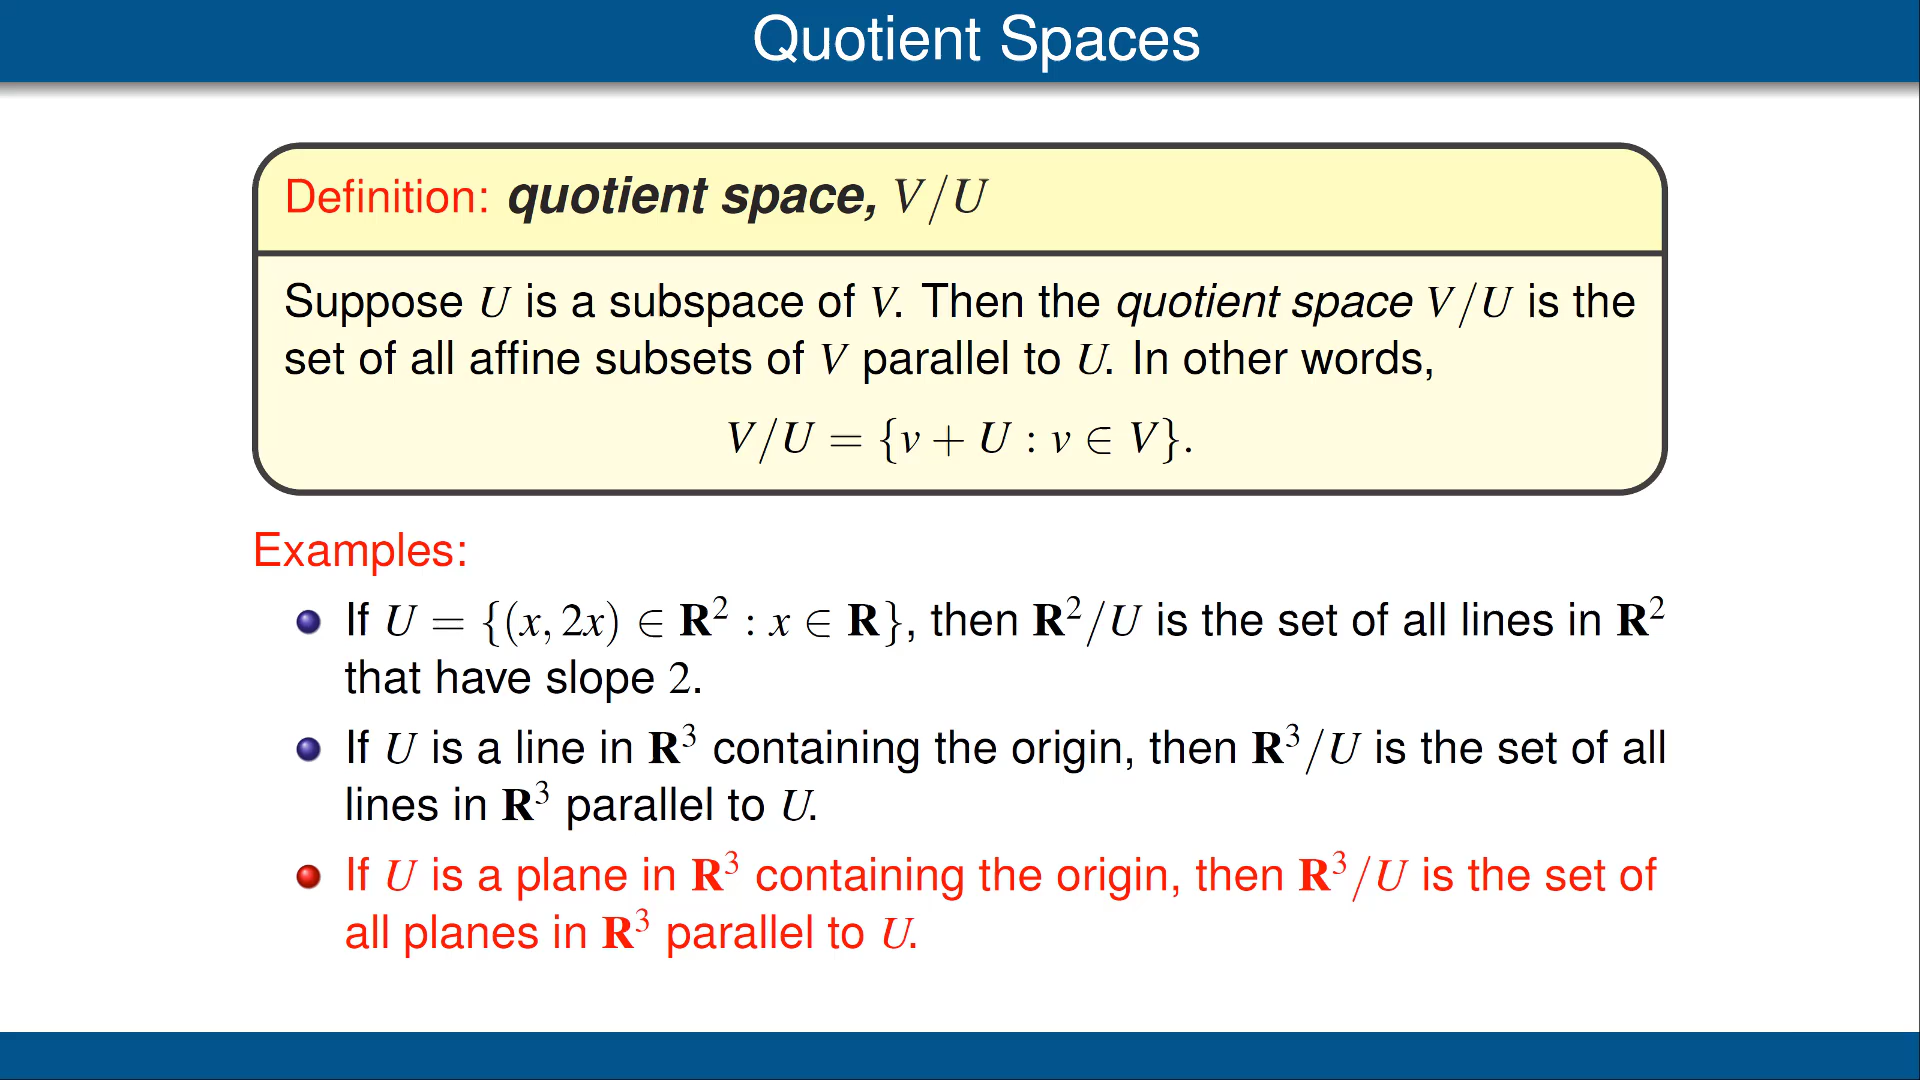 Quotient Spaces
Definition: quotient space, V/U
Suppose U is a subspace of V. Then the quotient space V/U is the
set of all affine subsets of V parallel to U. In other words,
V/U = {v + U : v ∈ V}.
Examples:
If U = {(x, 2x) ∈ R² : x ∈ R}, then R²/U is the set of all lines in R²
that have slope 2.
If U is a line in R³ containing the origin, then R³/U is the set of all
lines in R³ parallel to U.
If U is a plane in R³ containing the origin, then R³/U is the set of
all planes in R³ parallel to U.